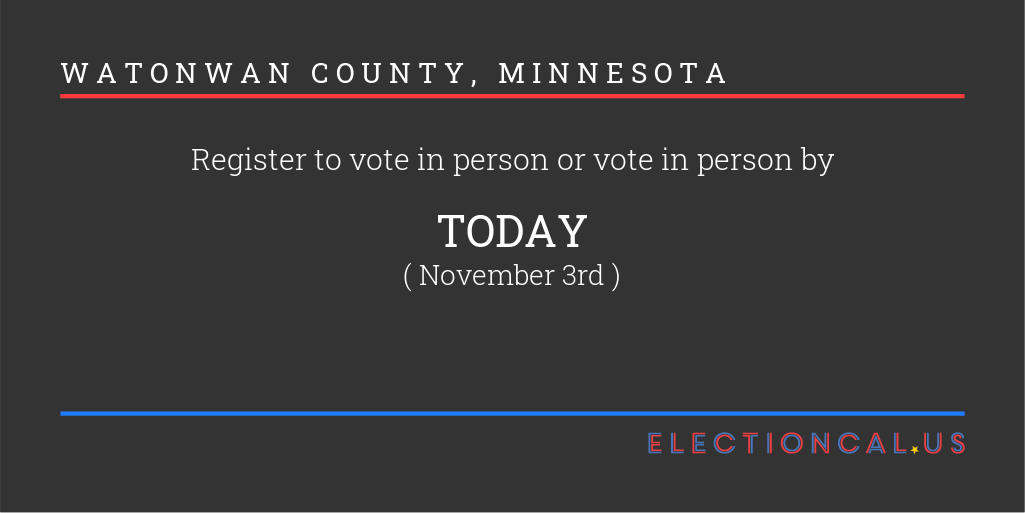 WATONWAN COUNTY, MINNESOTA
Register to vote in person or vote in person by
TODAY
( November 3rd )
ELECTIONCAL.US